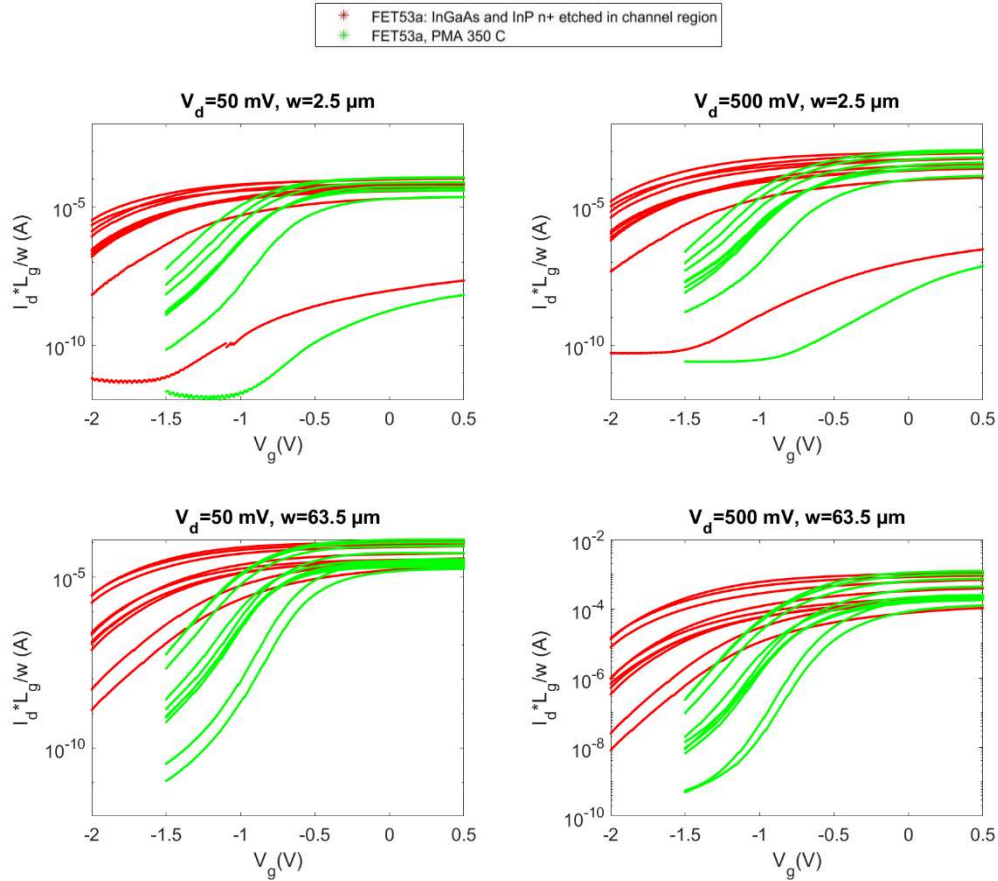 FET53a: InGaAs and InP n+ etched in channel region
FET53a, PMA 350 C
V_d=50 mV, w=2.5 µm
I_d*L_g/w (A)
10^-5
10^-10
-2 -1.5 -1 -0.5 0 0.5
V_g(V)
V_d=500 mV, w=2.5 µm
I_d*L_g/w (A)
10^-5
10^-10
-2 -1.5 -1 -0.5 0 0.5
V_g(V)
V_d=50 mV, w=63.5 µm
I_d*L_g/w (A)
10^-5
10^-10
-2 -1.5 -1 -0.5 0 0.5
V_g(V)
V_d=500 mV, w=63.5 µm
I_d*L_g/w (A)
10^-2
10^-4
10^-6
10^-8
10^-10
-2 -1.5 -1 -0.5 0 0.5
V_g(V)